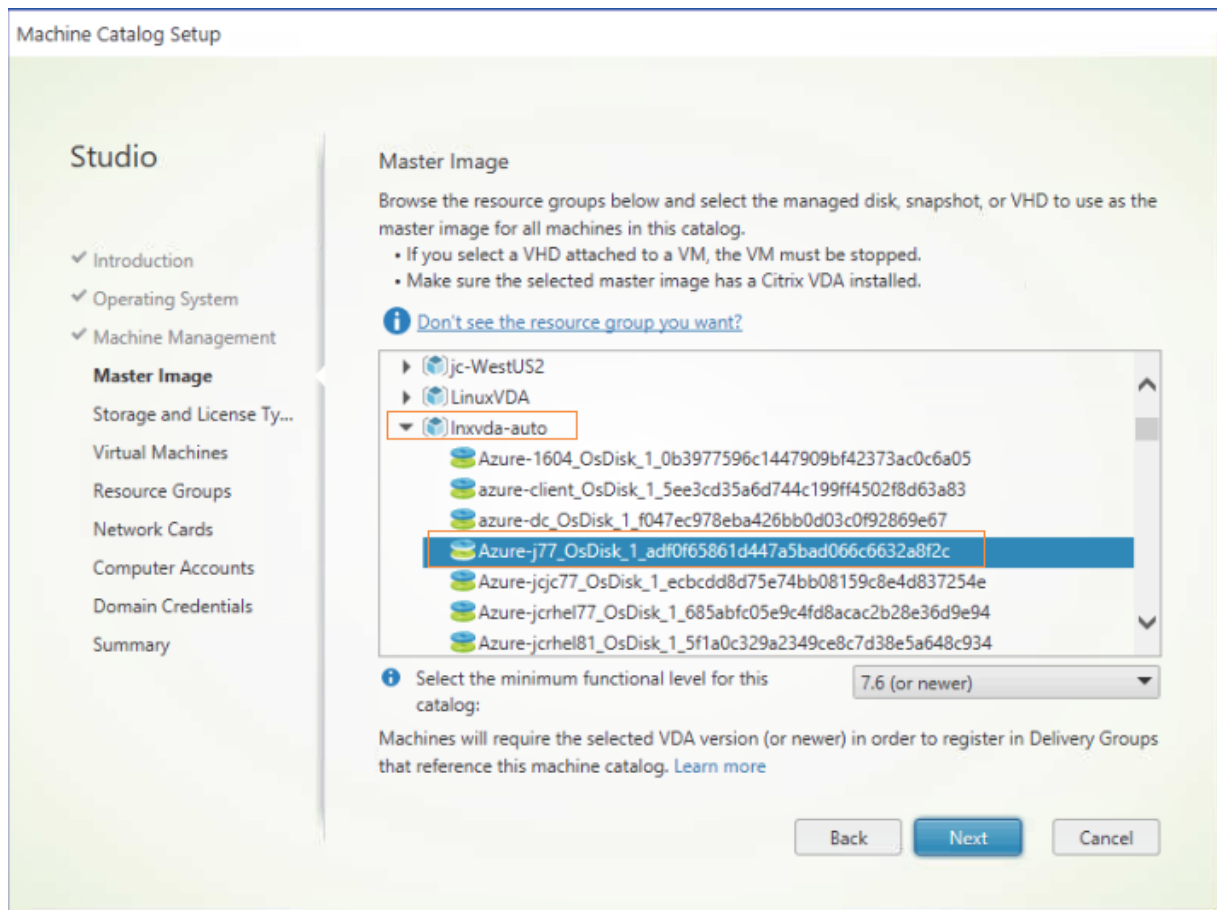 Machine Catalog Setup
Studio
✔ Introduction
✔ Operating System
✔ Machine Management
Master Image
Storage and License Ty...
Virtual Machines
Resource Groups
Network Cards
Computer Accounts
Domain Credentials
Summary
Master Image
Browse the resource groups below and select the managed disk, snapshot, or VHD to use as the
master image for all machines in this catalog.
• If you select a VHD attached to a VM, the VM must be stopped.
• Make sure the selected master image has a Citrix VDA installed.
Don't see the resource group you want?
jc-WestUS2
LinuxVDA
lnxvda-auto
Azure-1604_OsDisk_1_0b3977596c1447909bf42373ac0c6a05
azure-client_OsDisk_1_5ee3cd35a6d744c199ff4502f8d63a83
azure-dc_OsDisk_1_f047ec978eba426bb0d03c0f92869e67
Azure-j77_OsDisk_1_adf0f65861d447a5bad066c6632a8f2c
Azure-jcjc77_OsDisk_1_ecbcdd8d75e74bb08159c8e4d837254e
Azure-jcrhel77_OsDisk_1_685abfc05e9c4fd8acac2b28e36d9e94
Azure-jcrhel81_OsDisk_1_5f1a0c329a2349ce8c7d38e5a648c934
Select the minimum functional level for this
catalog:
7.6 (or newer)
Machines will require the selected VDA version (or newer) in order to register in Delivery Groups
that reference this machine catalog. Learn more
Back
Next
Cancel